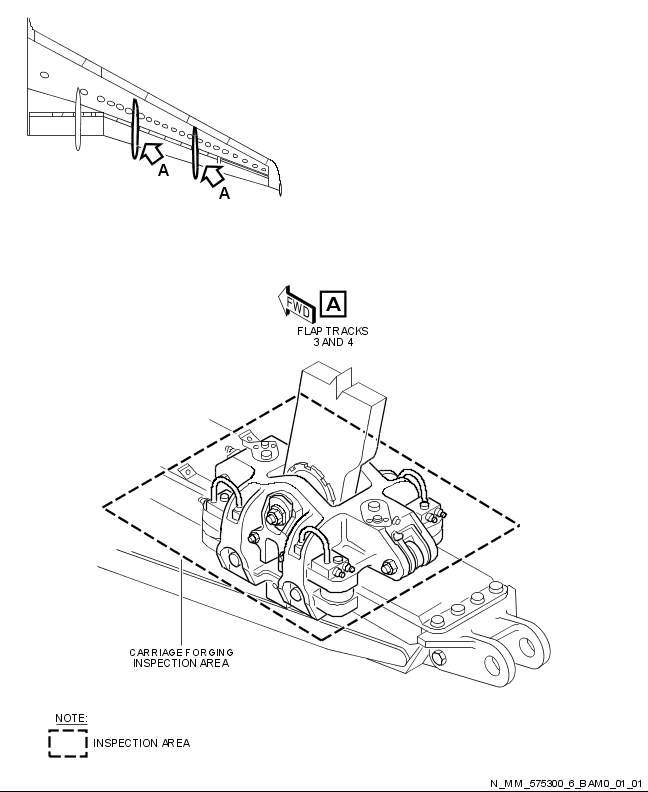 A
A
FWD
A
FLAP TRACKS
3 AND 4
CARRIAGE FORGING
INSPECTION AREA
NOTE:
INSPECTION AREA
N_MM_575300_6_BAM0_01_01